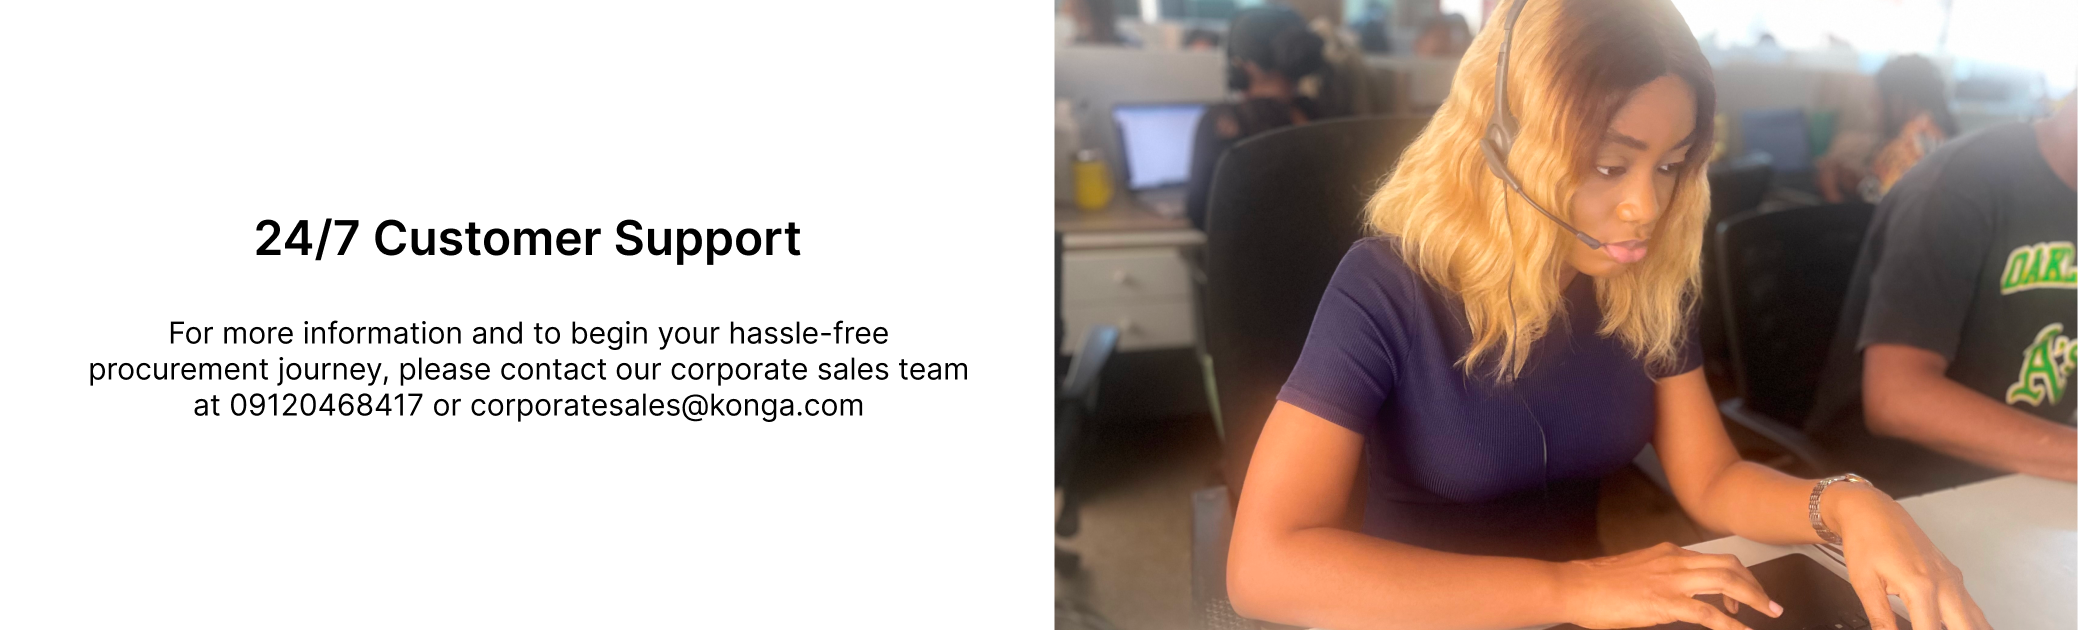 24/7 Customer Support
For more information and to begin your hassle-free
procurement journey, please contact our corporate sales team
at 09120468417 or corporatesales@konga.com
OAK
A's